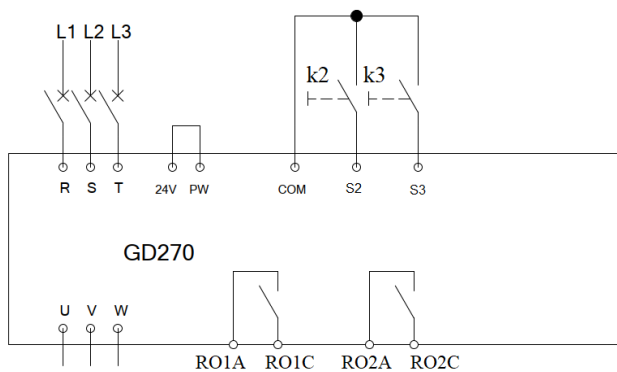 L1 L2 L3
k2 k3
R S T 24V PW COM S2 S3
GD270
U V W
RO1A RO1C RO2A RO2C